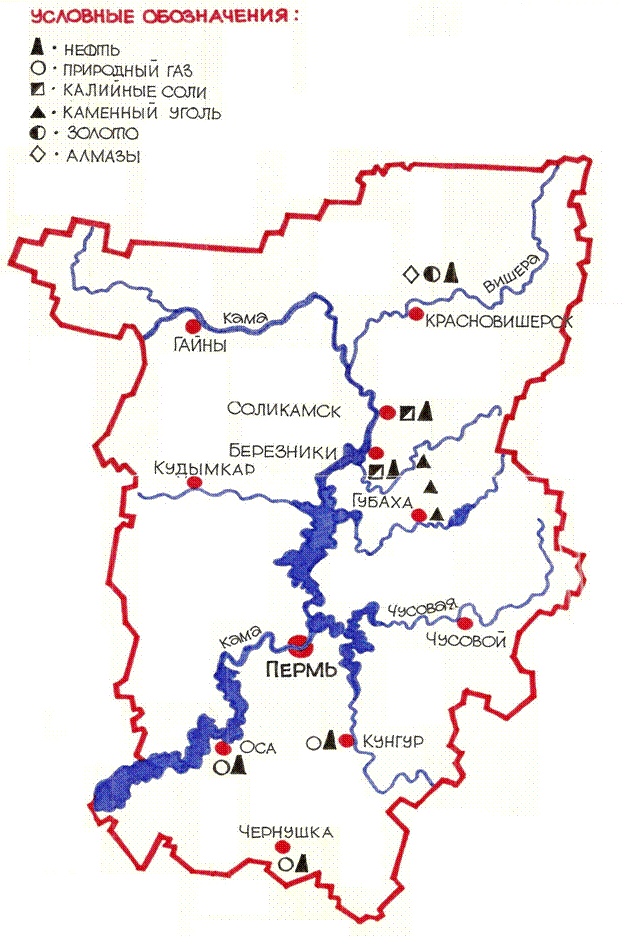 УСЛОВНЫЕ ОБОЗНАЧЕНИЯ:
· НЕФТЬ
· ПРИРОДНЫЙ ГАЗ
· КАЛИЙНЫЕ СОЛИ
· КАМЕННЫЙ УГОЛЬ
· ЗОЛОТО
· АЛМАЗЫ
ВИШЕРА
КАМА
КРАСНОВИШЕРСК
ГАЙНЫ
СОЛИКАМСК
БЕРЕЗНИКИ
КУДЫМКАР
ГУБАХА
ЧУСОВАЯ
КАМА
ЧУСОВОЙ
ПЕРМЬ
ОСА
КУНГУР
ЧЕРНУШКА